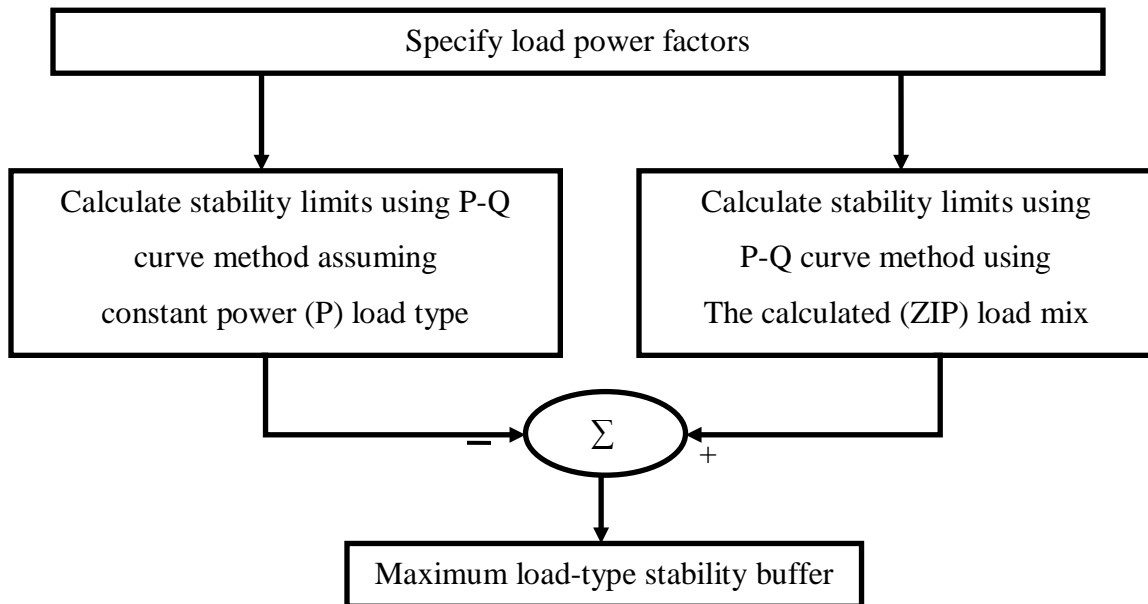 Specify load power factors
Calculate stability limits using P-Q
curve method assuming
constant power (P) load type
Calculate stability limits using
P-Q curve method using
The calculated (ZIP) load mix
−
∑
+
Maximum load-type stability buffer